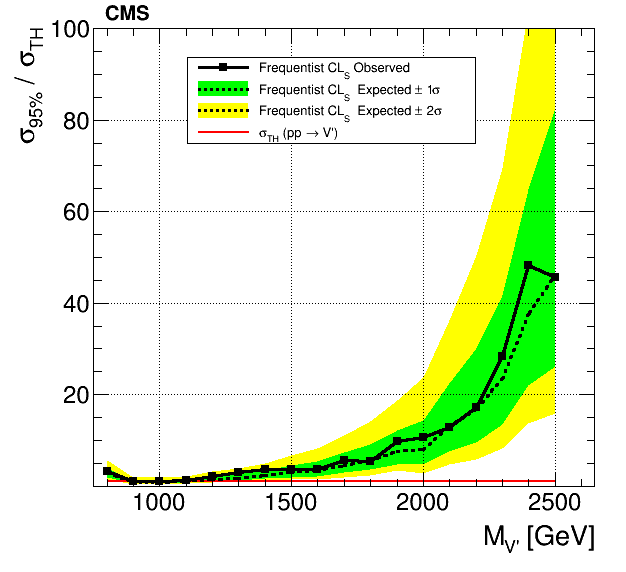 CMS
σ95% / σTH
100
80
60
40
20
Frequentist CLS Observed
Frequentist CLS Expected ± 1σ
Frequentist CLS Expected ± 2σ
σTH (pp → V')
1000 1500 2000 2500
MV' [GeV]